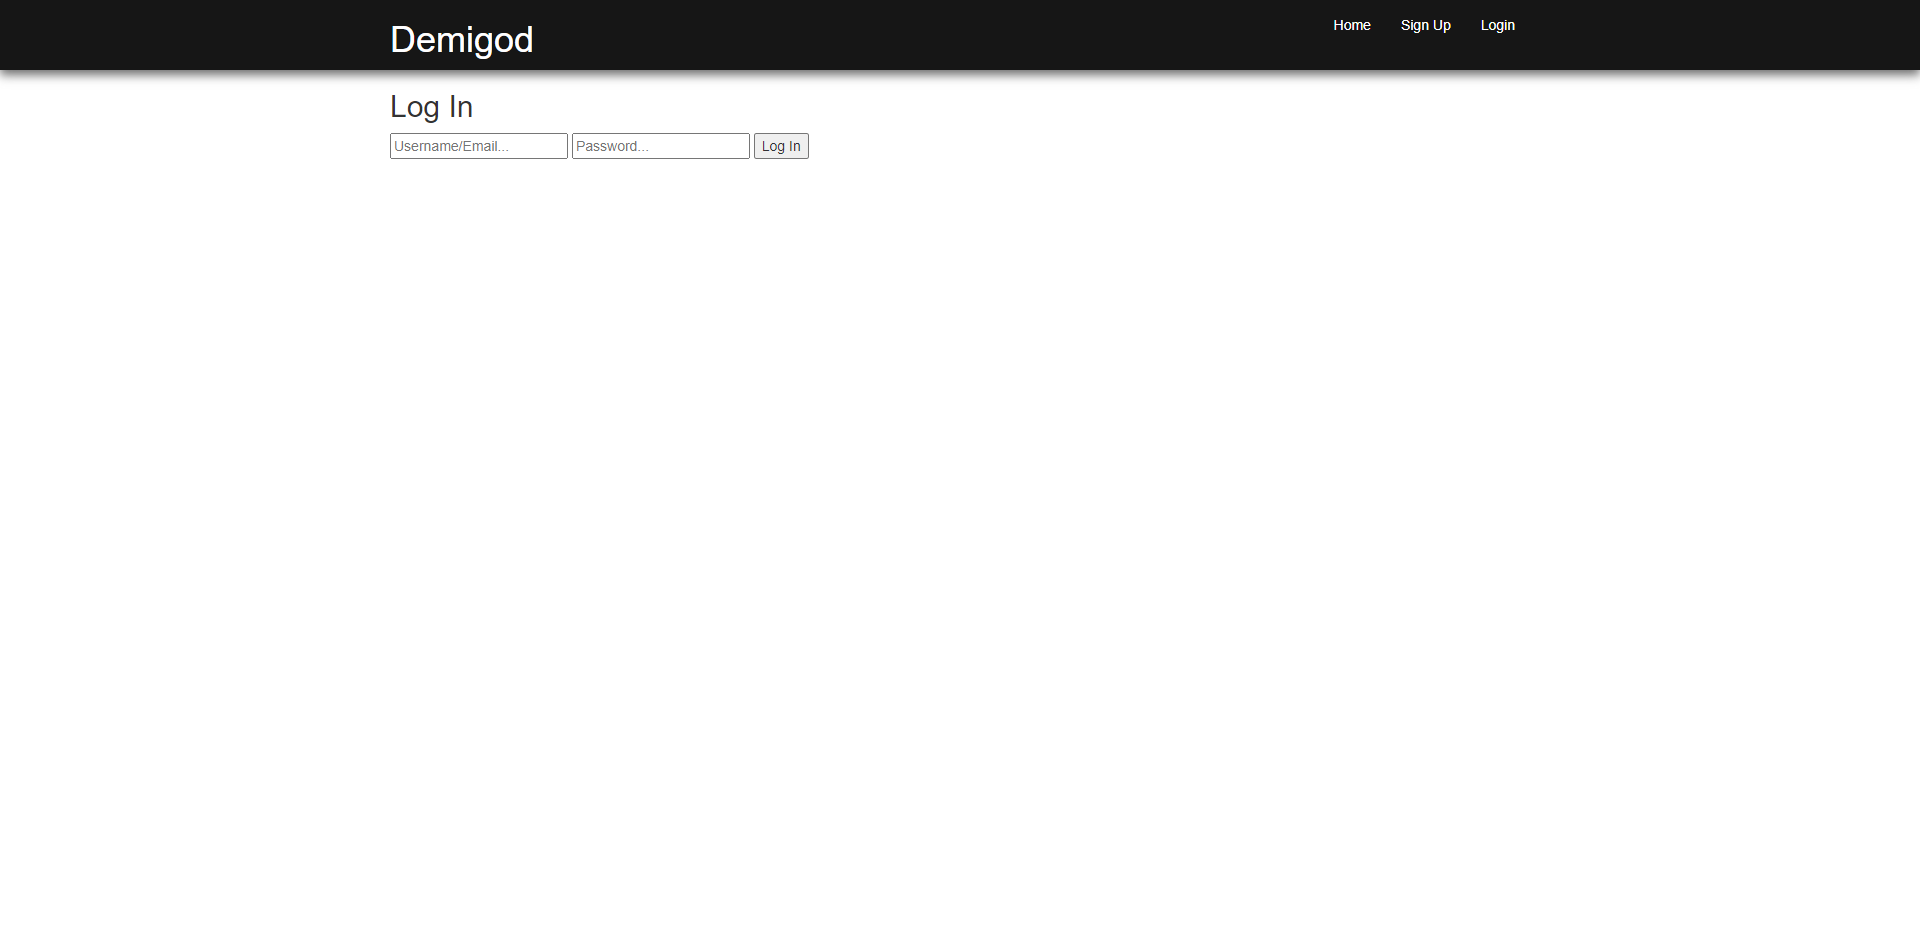 Demigod
Home Sign Up Login
Log In
Username/Email... Password... Log In